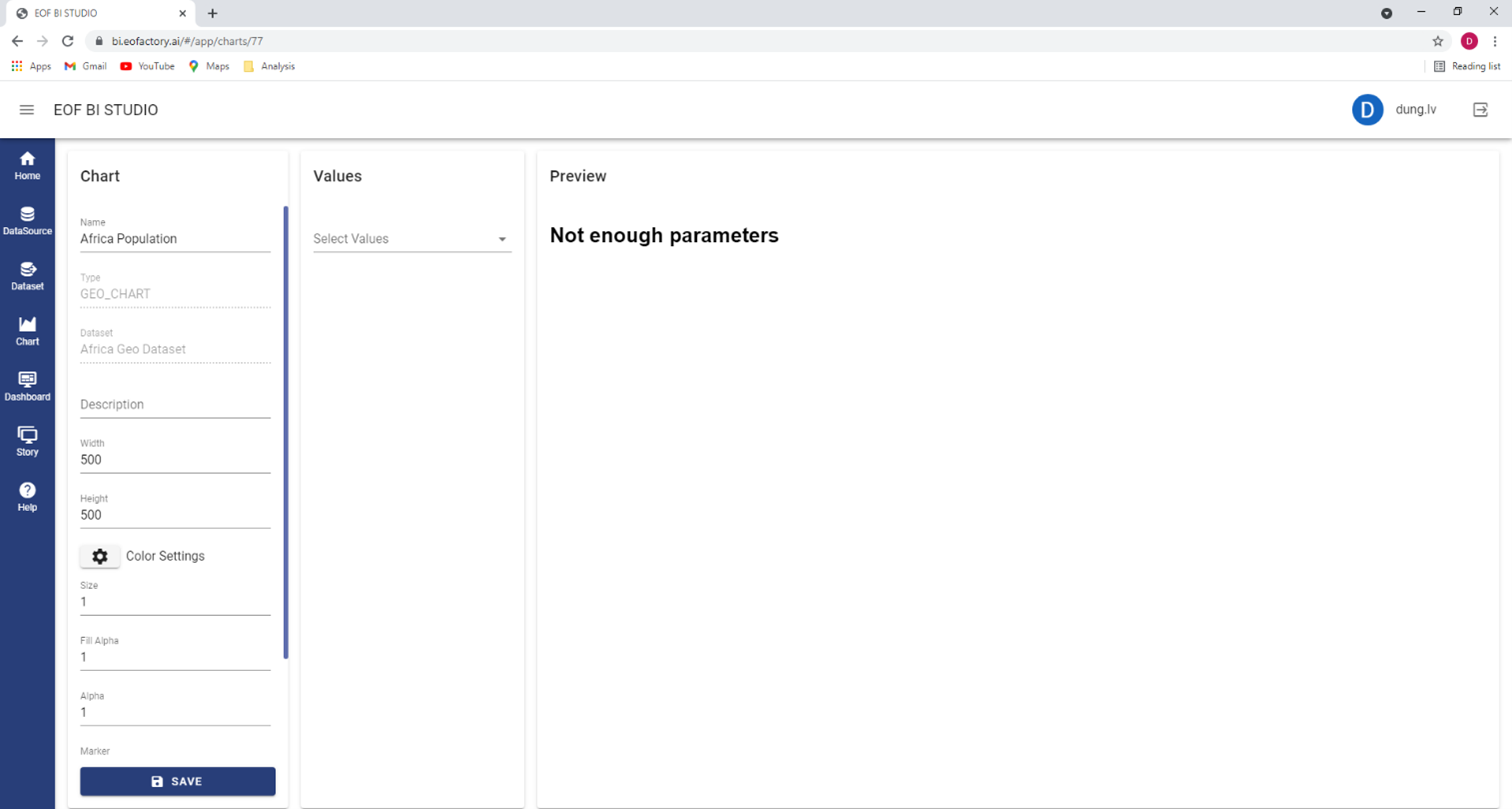 EOF BI STUDIO
bi.eofactory.ai/#/app/charts/77
D
Apps
Gmail
YouTube
Maps
Analysis
Reading list
EOF BI STUDIO
D
dung.lv
Home
DataSource
Dataset
Chart
Dashboard
Story
Help
Chart
Name
Africa Population
Type
GEO_CHART
Dataset
Africa Geo Dataset
Description
Width
500
Height
500
Color Settings
Size
1
Fill Alpha
1
Alpha
1
Marker
SAVE
Values
Select Values
Preview
Not enough parameters